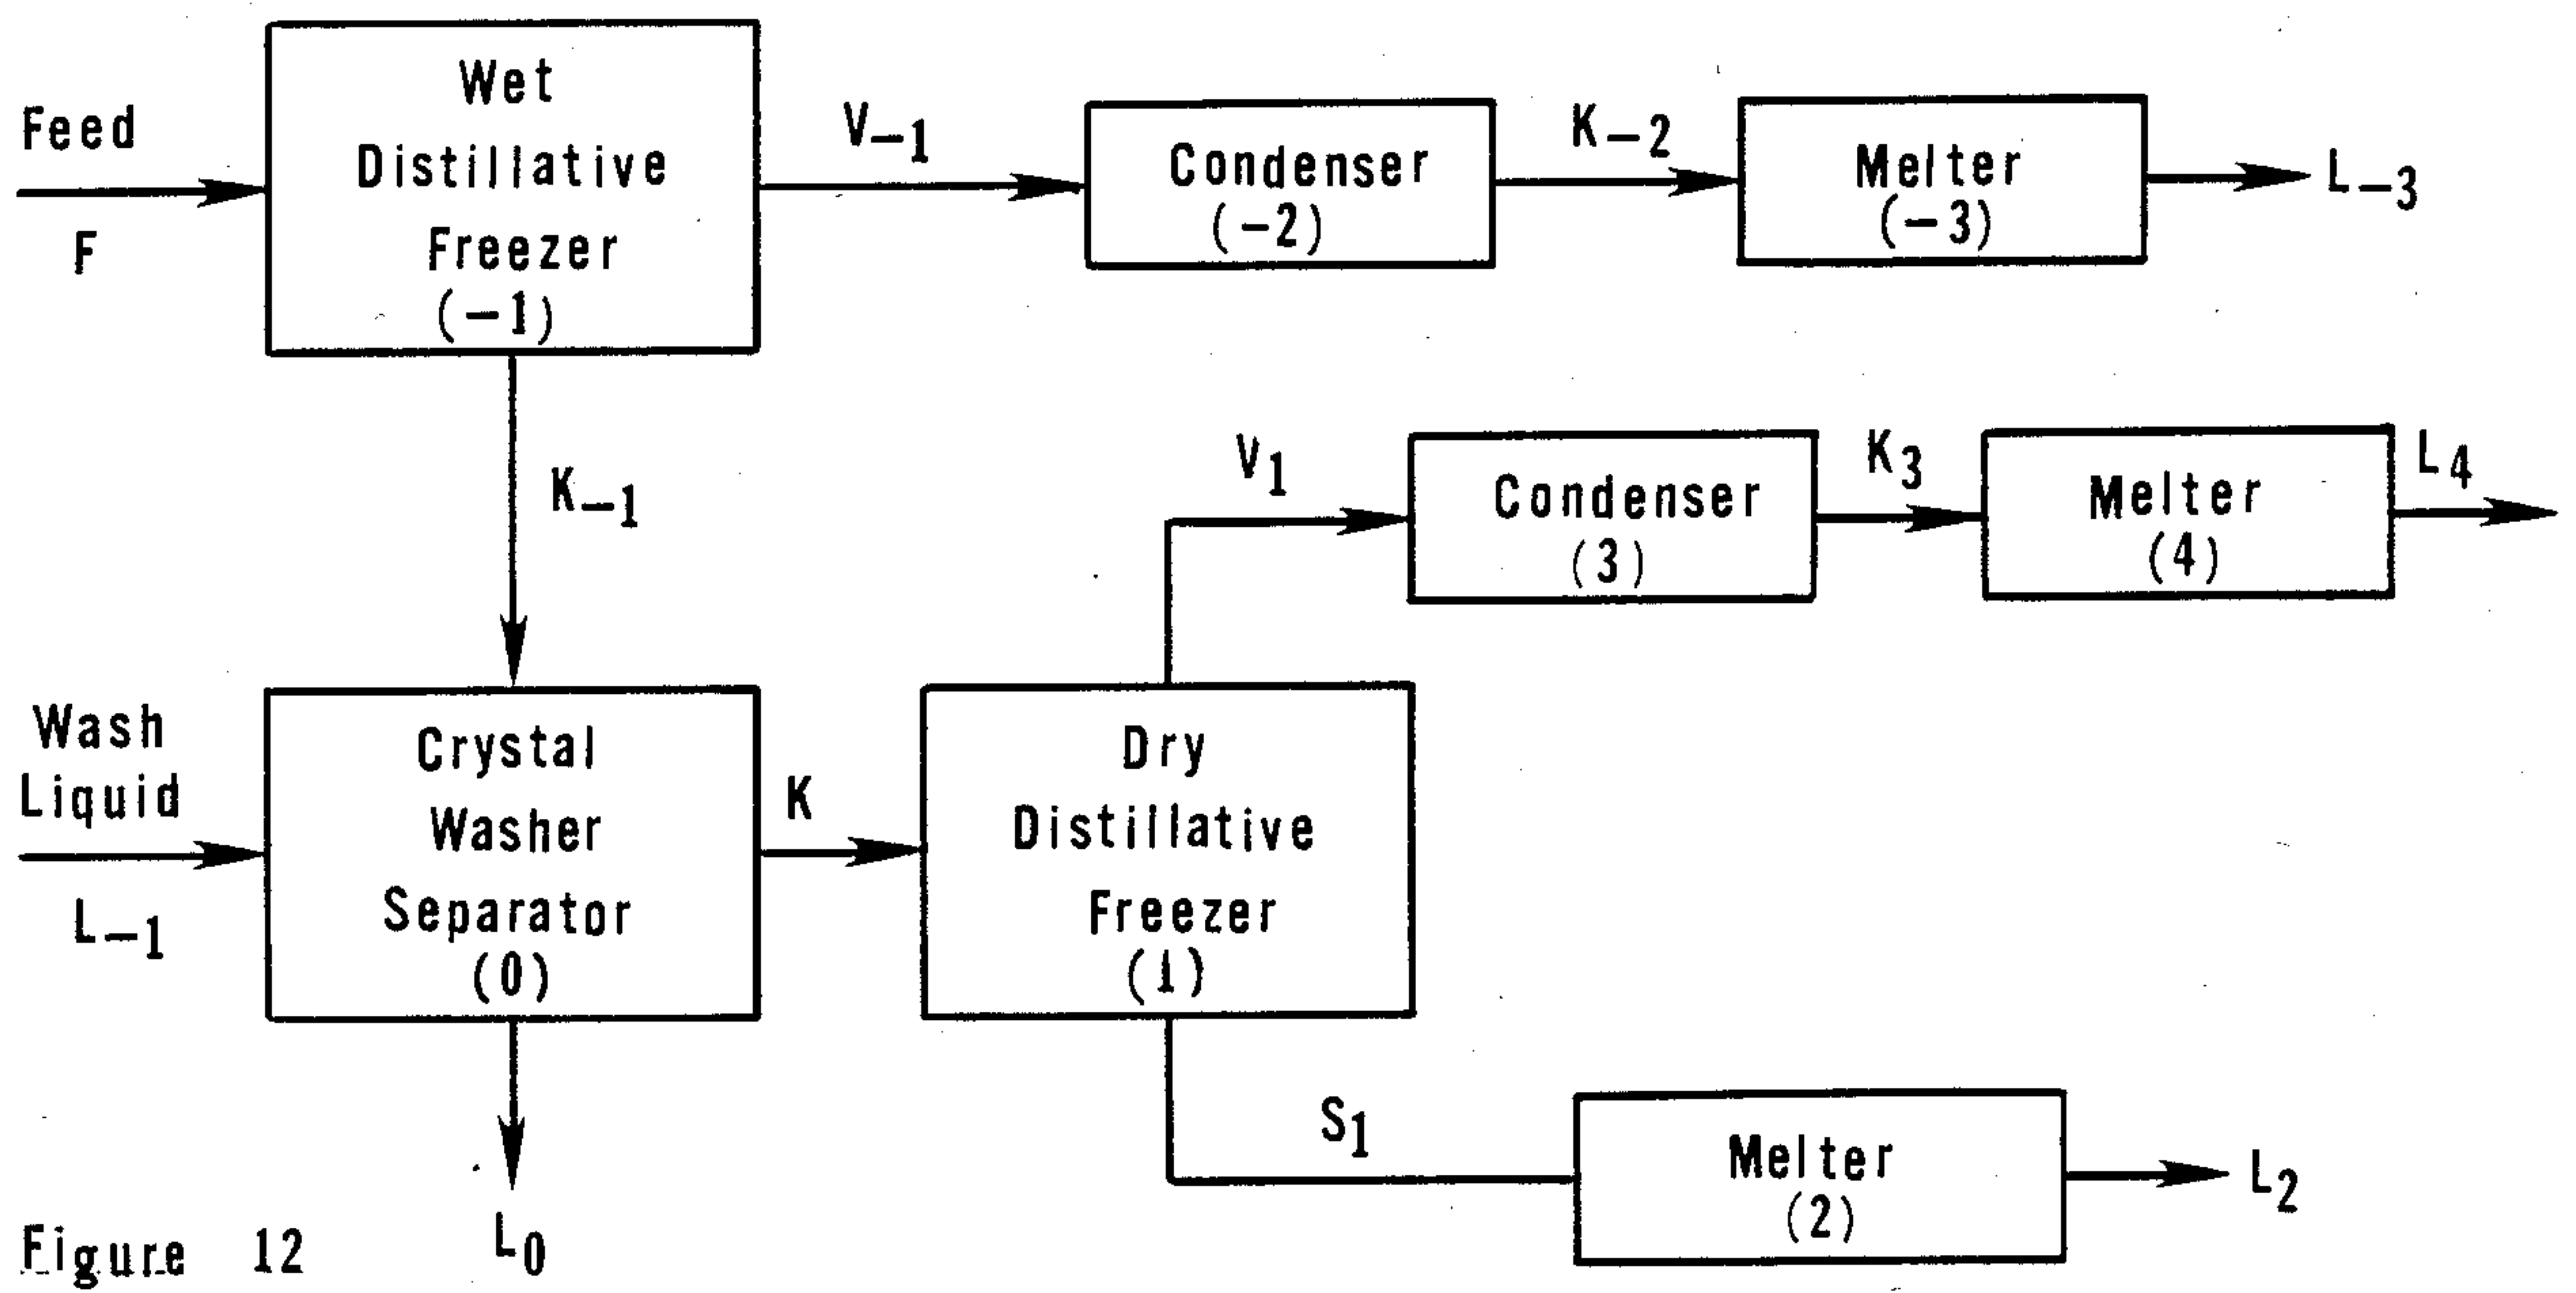 Feed
F
Wet
Distillative
Freezer
(-1)
V-1
Condenser
(-2)
K-2
Melter
(-3)
L-3
K-1
Wash
Liquid
L-1
Crystal
Washer
Separator
(0)
L0
K
Dry
Distillative
Freezer
(1)
V1
Condenser
(3)
K3
Melter
(4)
L4
S1
Melter
(2)
L2
Figure 12